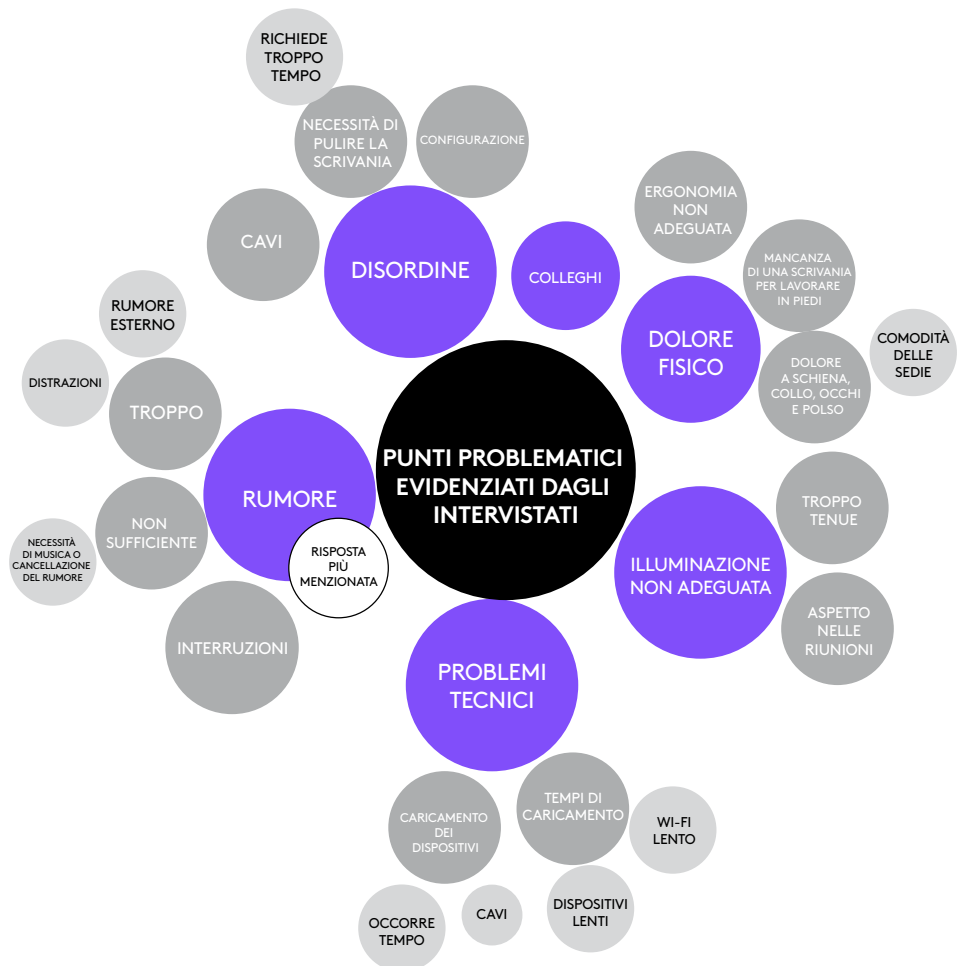 RICHIEDE
TROPPO
TEMPO
NECESSITÀ DI
PULIRE LA
SCRIVANIA
CONFIGURAZIONE
CAVI
DISORDINE
COLLEGHI
ERGONOMIA
NON
ADEGUATA
MANCANZA
DI UNA SCRIVANIA
PER LAVORARE
IN PIEDI
DOLORE
FISICO
DOLORE
A SCHIENA,
COLLO, OCCHI
E POLSO
COMODITÀ
DELLE
SEDIE
RUMORE
ESTERNO
DISTRAZIONI
TROPPO
PUNTI PROBLEMATICI
EVIDENZIATI DAGLI
INTERVISTATI
RUMORE
RISPOSTA
PIÙ
MENZIONATA
NON
SUFFICIENTE
NECESSITÀ
DI MUSICA O
CANCELLAZIONE
DEL RUMORE
INTERRUZIONI
TROPPO
TENUE
ILLUMINAZIONE
NON ADEGUATA
ASPETTO
NELLE
RIUNIONI
PROBLEMI
TECNICI
CARICAMENTO
DEI
DISPOSITIVI
TEMPI DI
CARICAMENTO
WI-FI
LENTO
OCCORRE
TEMPO
CAVI
DISPOSITIVI
LENTI